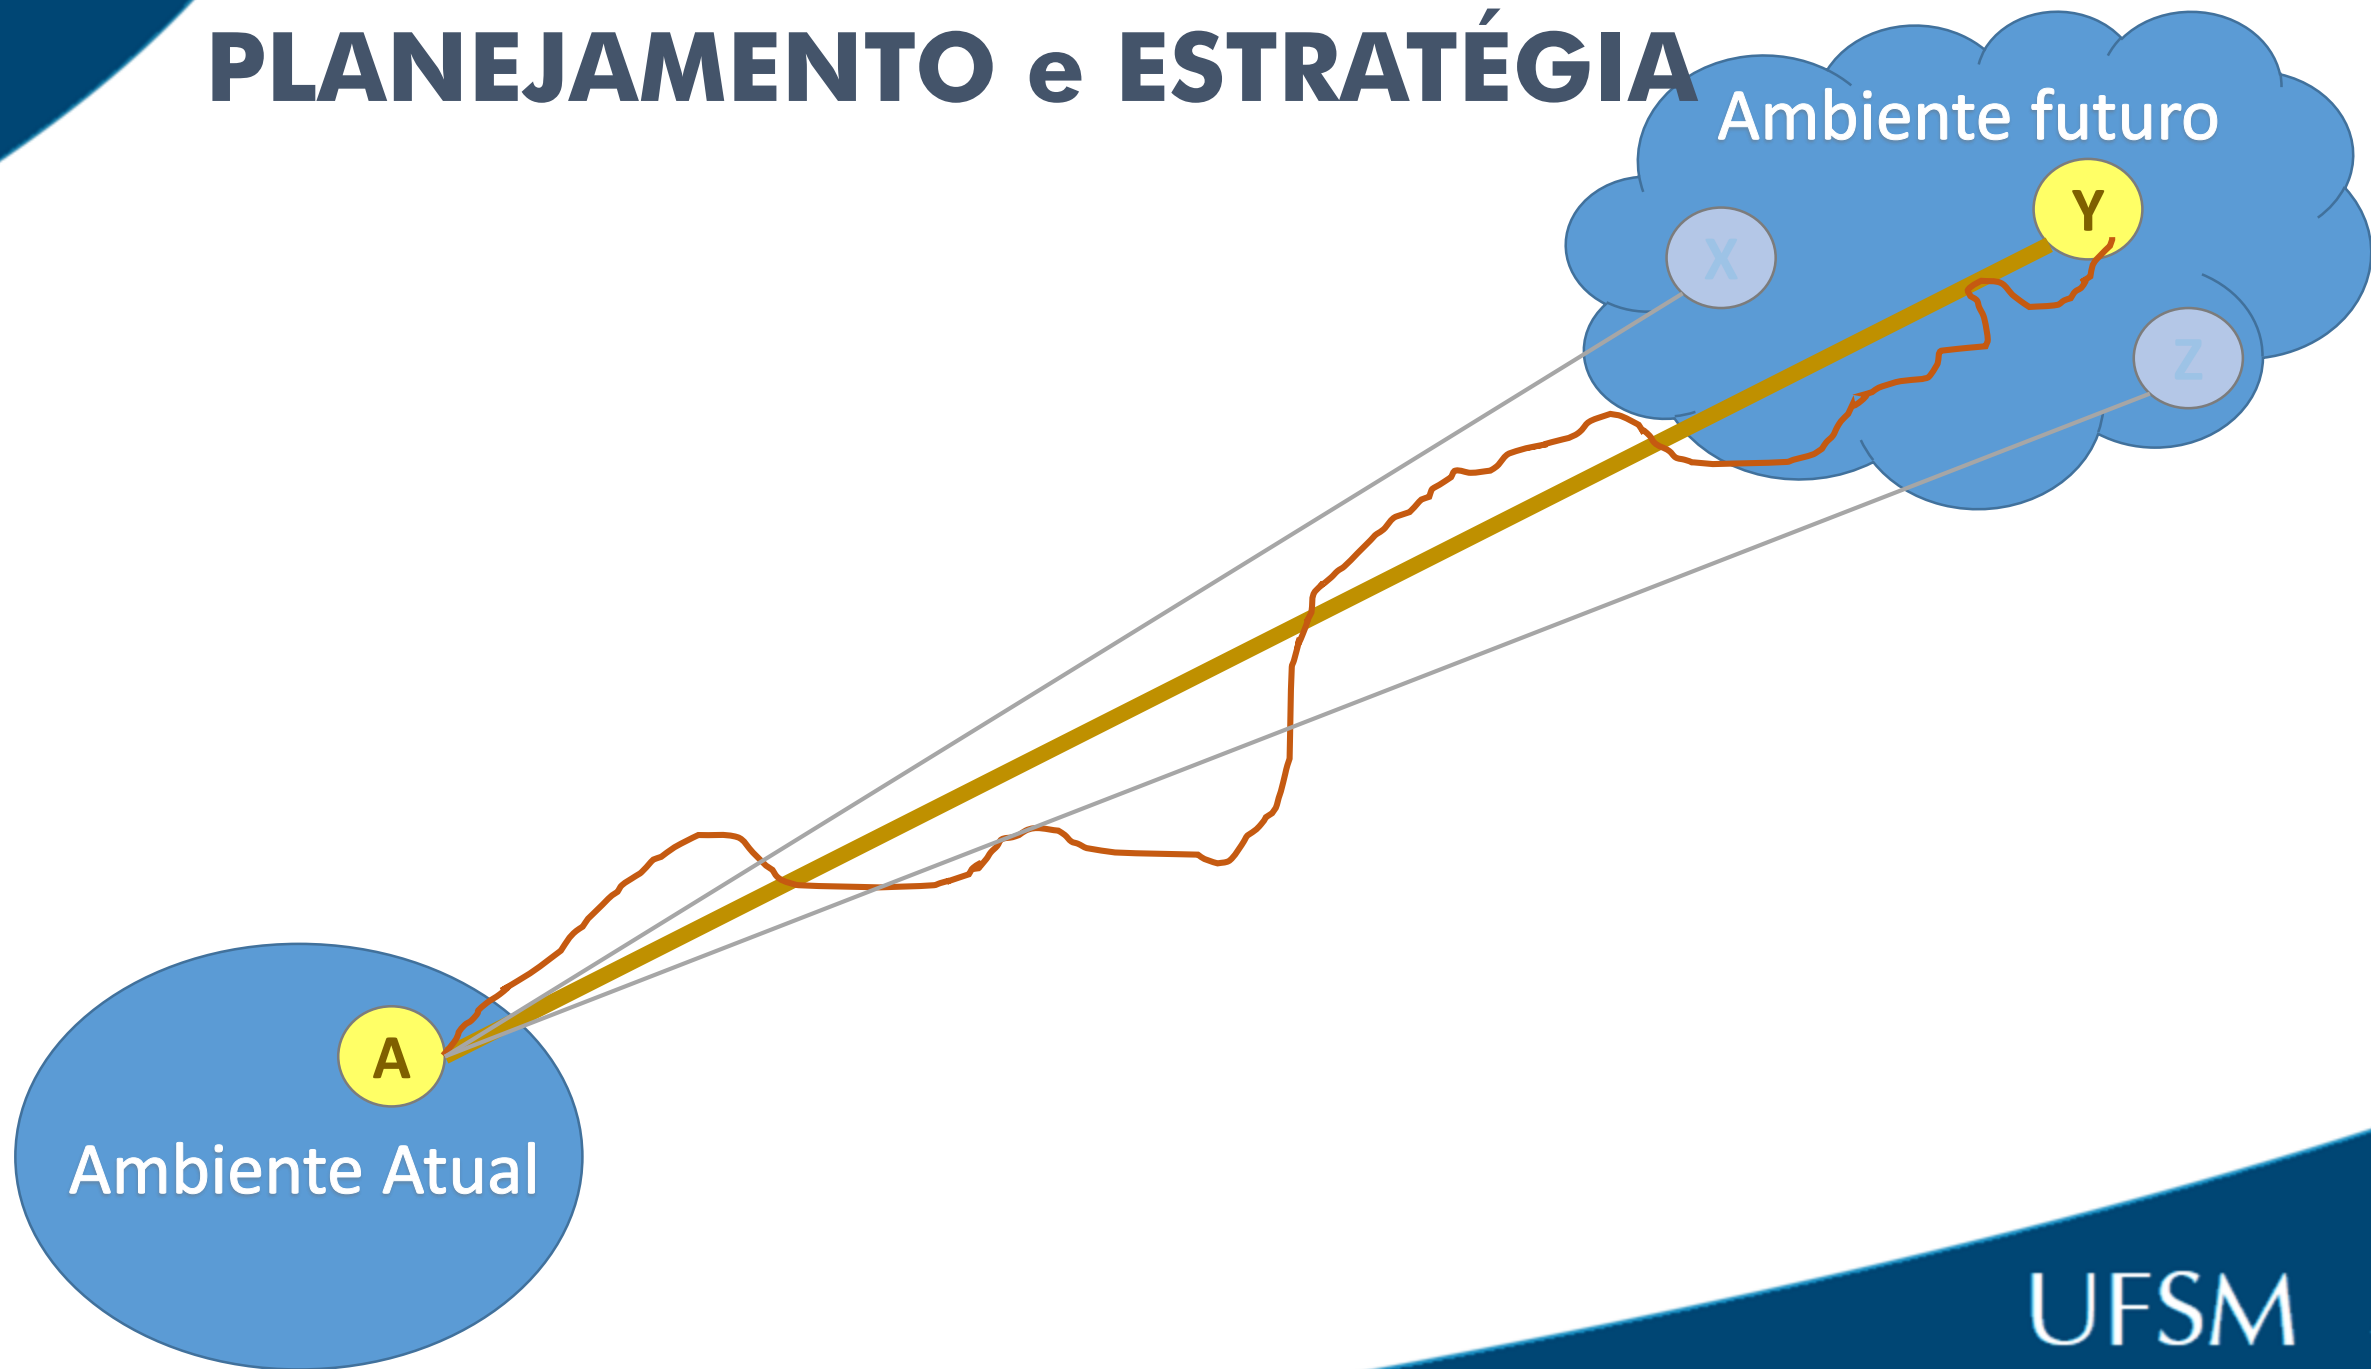 PLANEJAMENTO e ESTRATÉGIA
Ambiente futuro
Y
X
Z
A
Ambiente Atual
UFSM